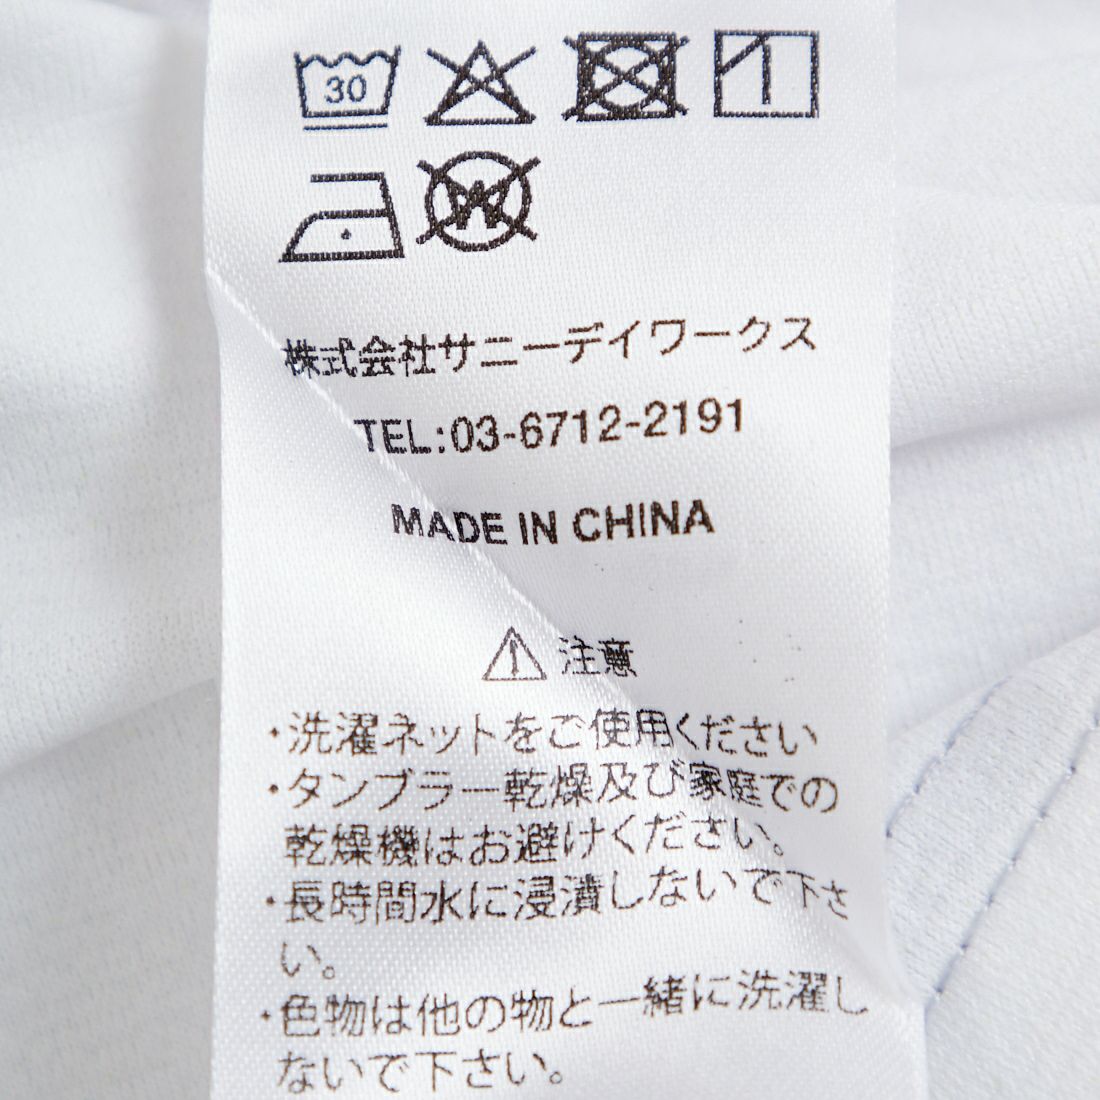 30
W
株式会社サニーデイワークス
TEL:03-6712-2191
MADE IN CHINA
注意
・洗濯ネットをご使用ください
・タンブラー乾燥及び家庭での
乾燥機はお避けください。
・長時間水に浸漬しないで下さ
い。
・色物は他の物と一緒に洗濯し
ないで下さい。